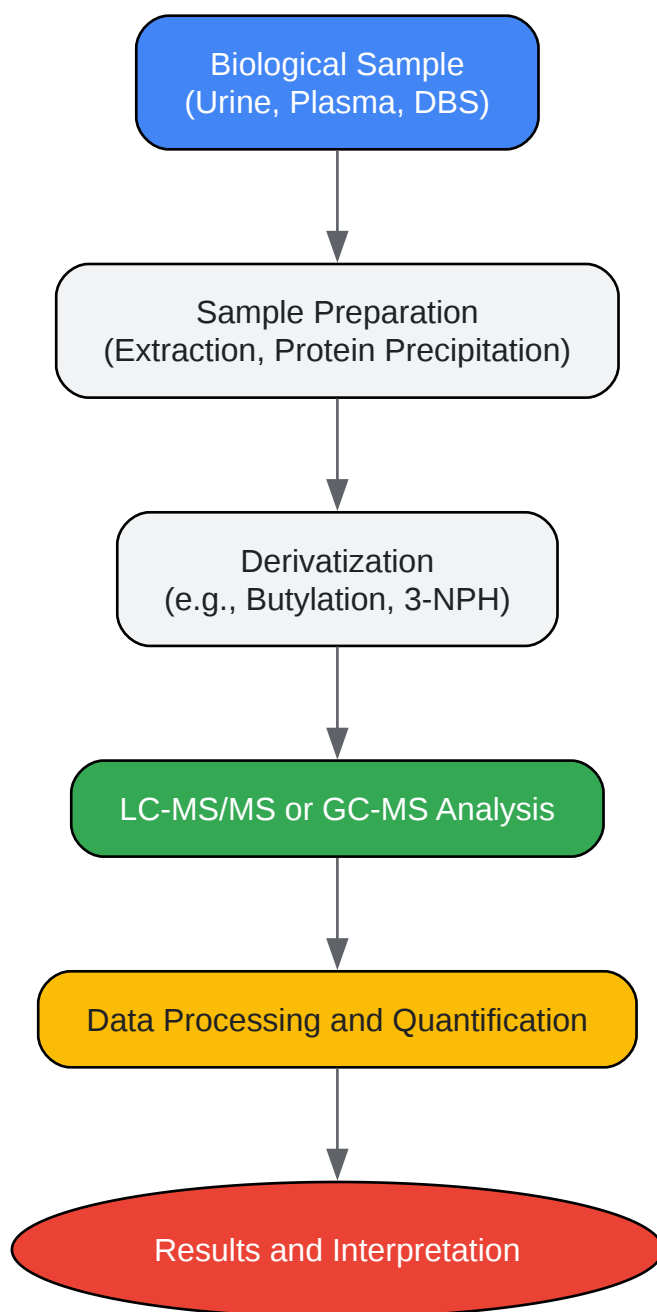 Biological Sample
(Urine, Plasma, DBS)
Sample Preparation
(Extraction, Protein Precipitation)
Derivatization
(e.g., Butylation, 3-NPH)
LC-MS/MS or GC-MS Analysis
Data Processing and Quantification
Results and Interpretation